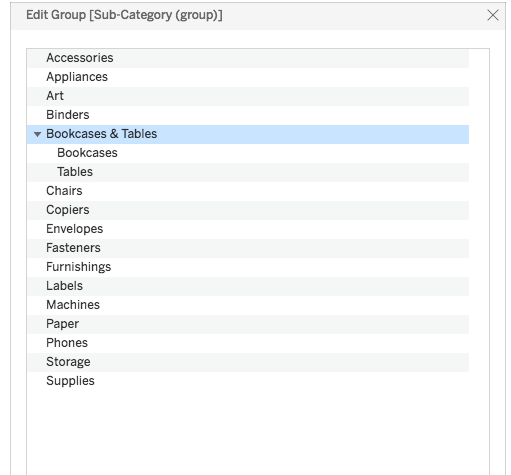 Edit Group [Sub-Category (group)]
Accessories
Appliances
Art
Binders
Bookcases & Tables
Bookcases
Tables
Chairs
Copiers
Envelopes
Fasteners
Furnishings
Labels
Machines
Paper
Phones
Storage
Supplies